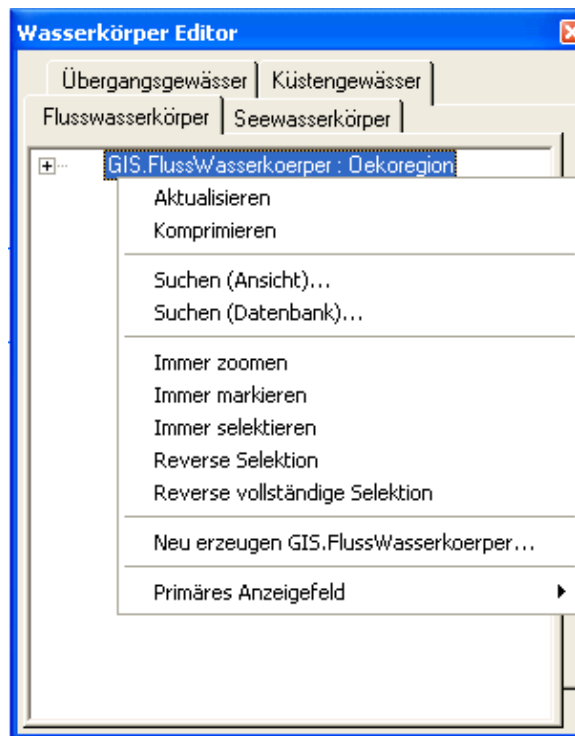 Wasserkörper Editor
Übergangsgewässer Küstengewässer
Flusswasserkörper Seewasserkörper
GIS.FlussWasserkoerper : Oekoregion
Aktualisieren
Komprimieren
Suchen (Ansicht)...
Suchen (Datenbank)...
Immer zoomen
Immer markieren
Immer selektieren
Reverse Selektion
Reverse vollständige Selektion
Neu erzeugen GIS.FlussWasserkoerper...
Primäres Anzeigefeld